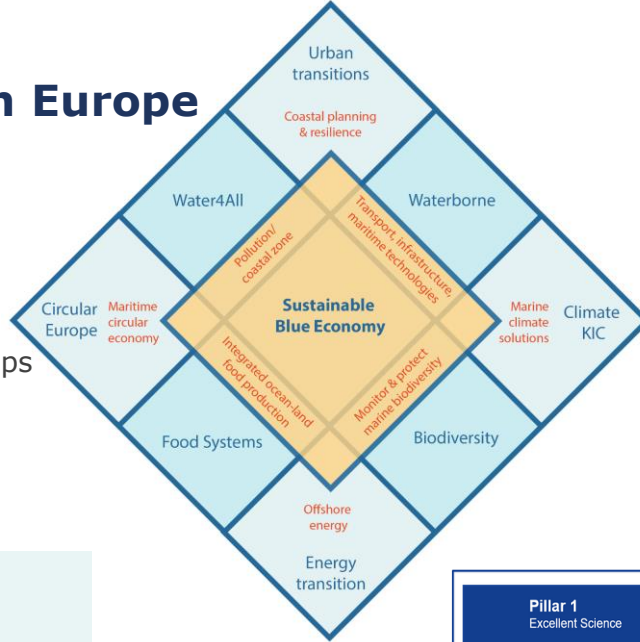 n Europe
Urban
transitions
Coastal planning
& resilience
Water4All
Waterborne
Pollution/
coastal zone
Transport, infrastructure,
maritime technologies
Circular
Europe
Maritime
circular
economy
Sustainable
Blue Economy
Marine
climate
solutions
Climate
KIC
ps
Integrated ocean-land
food production
Monitor & protect
marine biodiversity
Food Systems
Biodiversity
Offshore
energy
Energy
transition
Pillar 1
Excellent Science